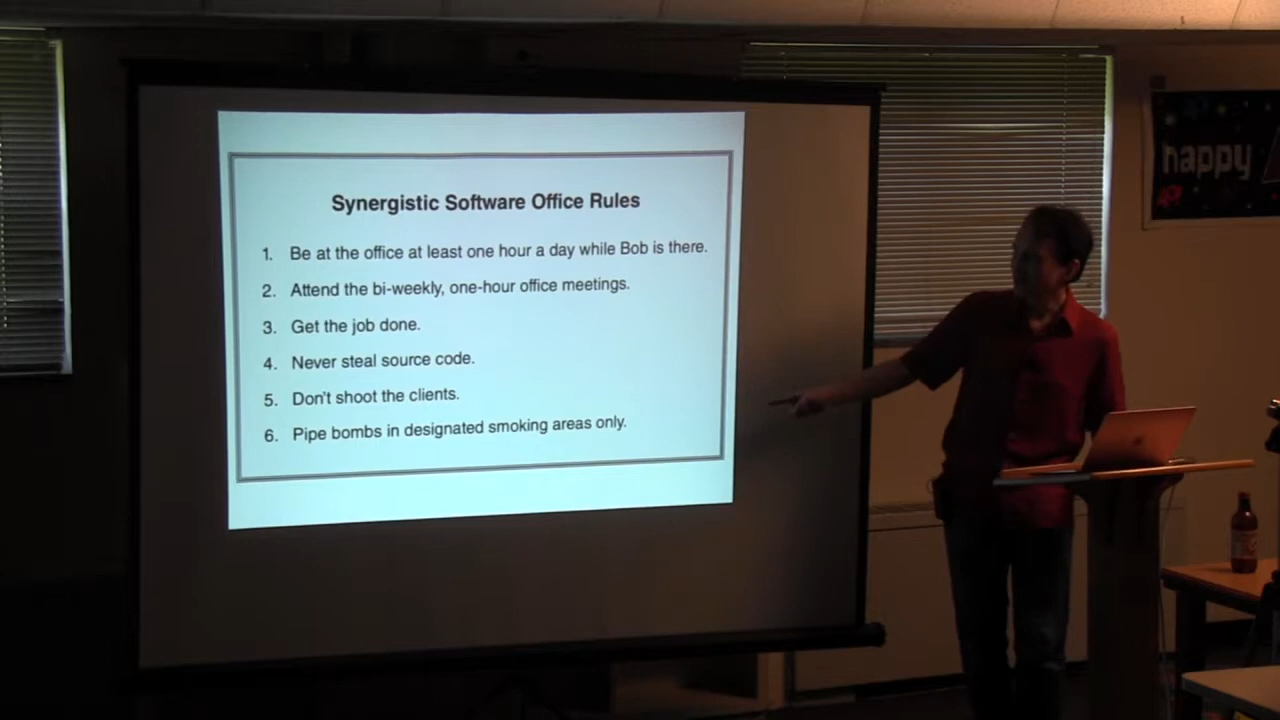 Synergistic Software Office Rules
1. Be at the office at least one hour a day while Bob is there.
2. Attend the bi-weekly, one-hour office meetings.
3. Get the job done.
4. Never steal source code.
5. Don't shoot the clients.
6. Pipe bombs in designated smoking areas only.
happy